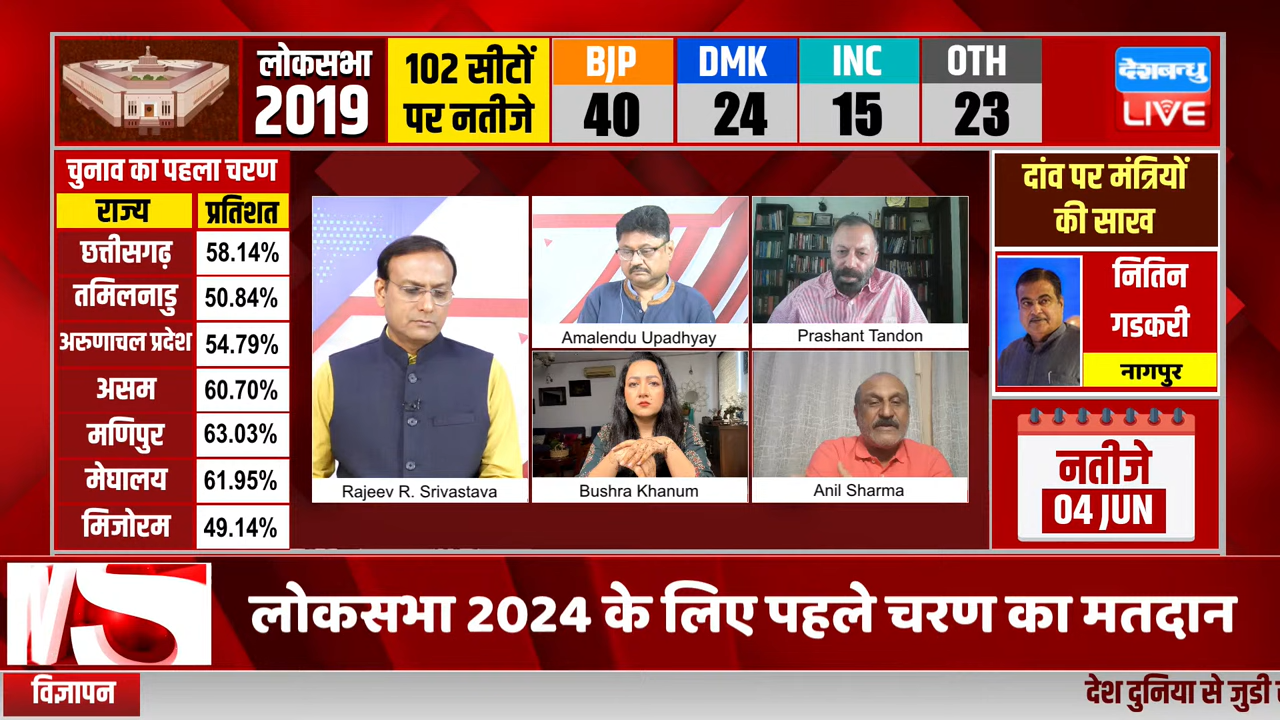 लोकसभा
2019
102 सीटों
पर नतीजे
BJP
40
DMK
24
INC
15
OTH
23
देशबन्धु
LIVE
चुनाव का पहला चरण
राज्य प्रतिशत
छत्तीसगढ़ 58.14%
तमिलनाडु 50.84%
अरुणाचल प्रदेश 54.79%
असम 60.70%
मणिपुर 63.03%
मेघालय 61.95%
मिजोरम 49.14%
Rajeev R. Srivastava
Amalendu Upadhyay
Prashant Tandon
Bushra Khanum
Anil Sharma
दांव पर मंत्रियों
की साख
नितिन
गडकरी
नागपुर
नतीजे
04 JUN
लोकसभा 2024 के लिए पहले चरण का मतदान
विज्ञापन
देश दुनिया से जुडी